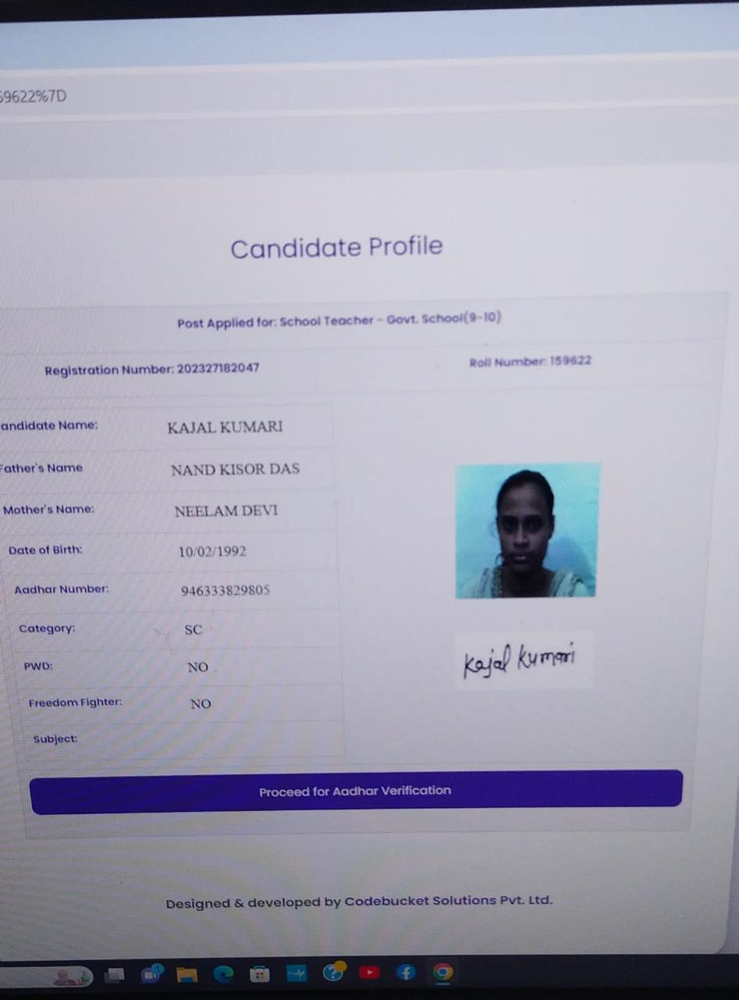 59622%7D
Candidate Profile
Post Applied for: School Teacher - Govt. School(9-10)
Registration Number: 202327182047 Roll Number: 159622
andidate Name: KAJAL KUMARI
Father's Name NAND KISOR DAS
Mother's Name: NEELAM DEVI
Date of Birth: 10/02/1992
Aadhar Number: 946333829805
Category: SC
PWD: NO
Freedom Fighter: NO
Subject:
Kajal Kumari
Proceed for Aadhar Verification
Designed & developed by Codebucket Solutions Pvt. Ltd.